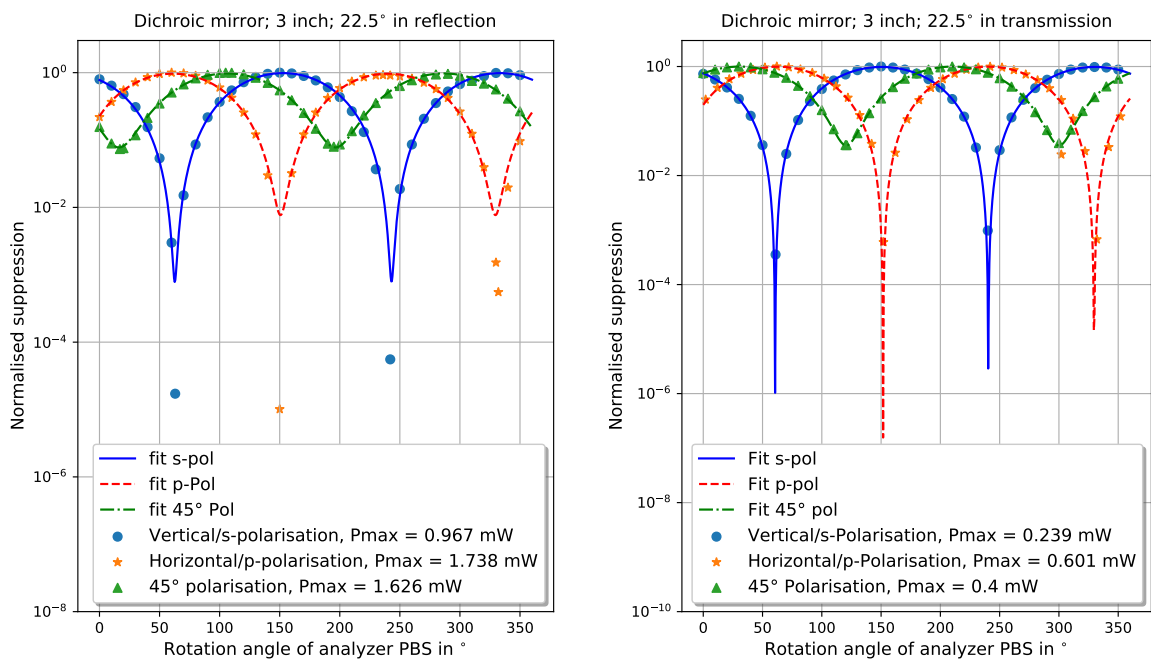 Dichroic mirror; 3 inch; 22.5° in reflection
Normalised suppression
10⁰
10⁻²
10⁻⁴
10⁻⁶
10⁻⁸
fit s-pol
fit p-Pol
fit 45° Pol
Vertical/s-polarisation, Pmax = 0.967 mW
Horizontal/p-polarisation, Pmax = 1.738 mW
45° polarisation, Pmax = 1.626 mW
0 50 100 150 200 250 300 350
Rotation angle of analyzer PBS in °
Dichroic mirror; 3 inch; 22.5° in transmission
Normalised suppression
10⁰
10⁻²
10⁻⁴
10⁻⁶
10⁻⁸
10⁻¹⁰
Fit s-pol
Fit p-pol
Fit 45° pol
Vertical/s-Polarisation, Pmax = 0.239 mW
Horizontal/p-Polarisation, Pmax = 0.601 mW
45° Polarisation, Pmax = 0.4 mW
0 50 100 150 200 250 300 350
Rotation angle of analyzer PBS in °